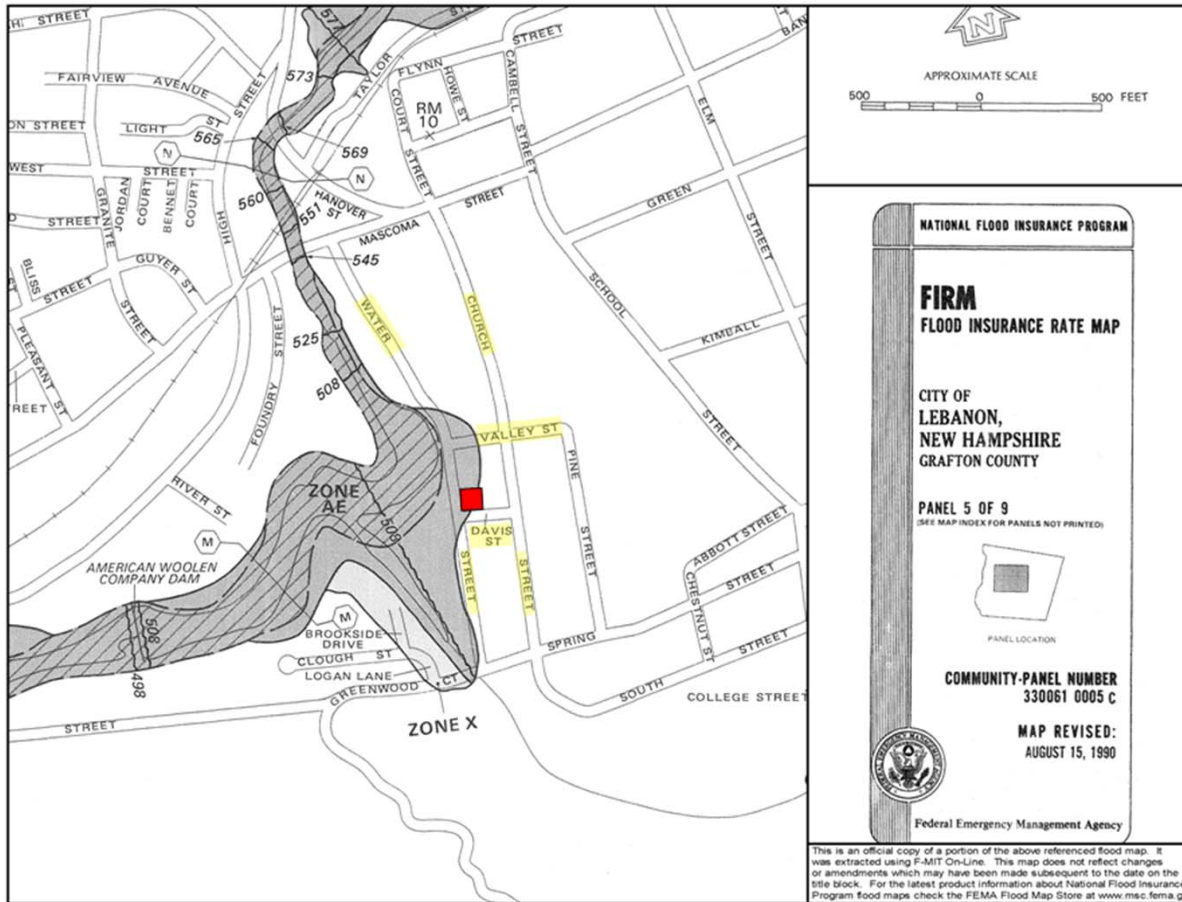 STREET
577
BAN
573
FAIRVIEW AVENUE
TAYLOR
FLYNN STREET
HOWE ST
COURT STREET
CAMBELL STREET
ELM STREET
RM
10
ON STREET
LIGHT ST
565
569
STREET
N
N
WEST
STREET
GRANITE
JORDAN COURT
BENNET COURT
HIGH STREET
560
551
HANOVER ST
MASCOMA STREET
GREEN
545
GUYER ST
BLISS
STREET
STREET
PLEASANT ST
WATER
CHURCH
SCHOOL STREET
KIMBALL
525
508
FOUNDRY STREET
VALLEY ST
PINE STREET
RIVER ST
ZONE
AE
508
DAVIS
ST
STREET
STREET
M
AMERICAN WOOLEN
COMPANY DAM
ABBOTT STREET
CHESTNUT ST
M
BROOKSIDE
DRIVE
SPRING STREET
508
498
CLOUGH ST
LOGAN LANE
GREENWOOD CT
SOUTH STREET
COLLEGE STREET
STREET
ZONE X
N
APPROXIMATE SCALE
500 0 500 FEET
NATIONAL FLOOD INSURANCE PROGRAM
FIRM
FLOOD INSURANCE RATE MAP
CITY OF
LEBANON,
NEW HAMPSHIRE
GRAFTON COUNTY
PANEL 5 OF 9
(SEE MAP INDEX FOR PANELS NOT PRINTED)
PANEL LOCATION
COMMUNITY-PANEL NUMBER
330061 0005 C
MAP REVISED:
AUGUST 15, 1990
Federal Emergency Management Agency
This is an official copy of a portion of the above referenced flood map. It
was extracted using F-MIT On-Line. This map does not reflect changes
or amendments which may have been made subsequent to the date on the
title block. For the latest product information about National Flood Insurance
Program flood maps check the FEMA Flood Map Store at www.msc.fema.g